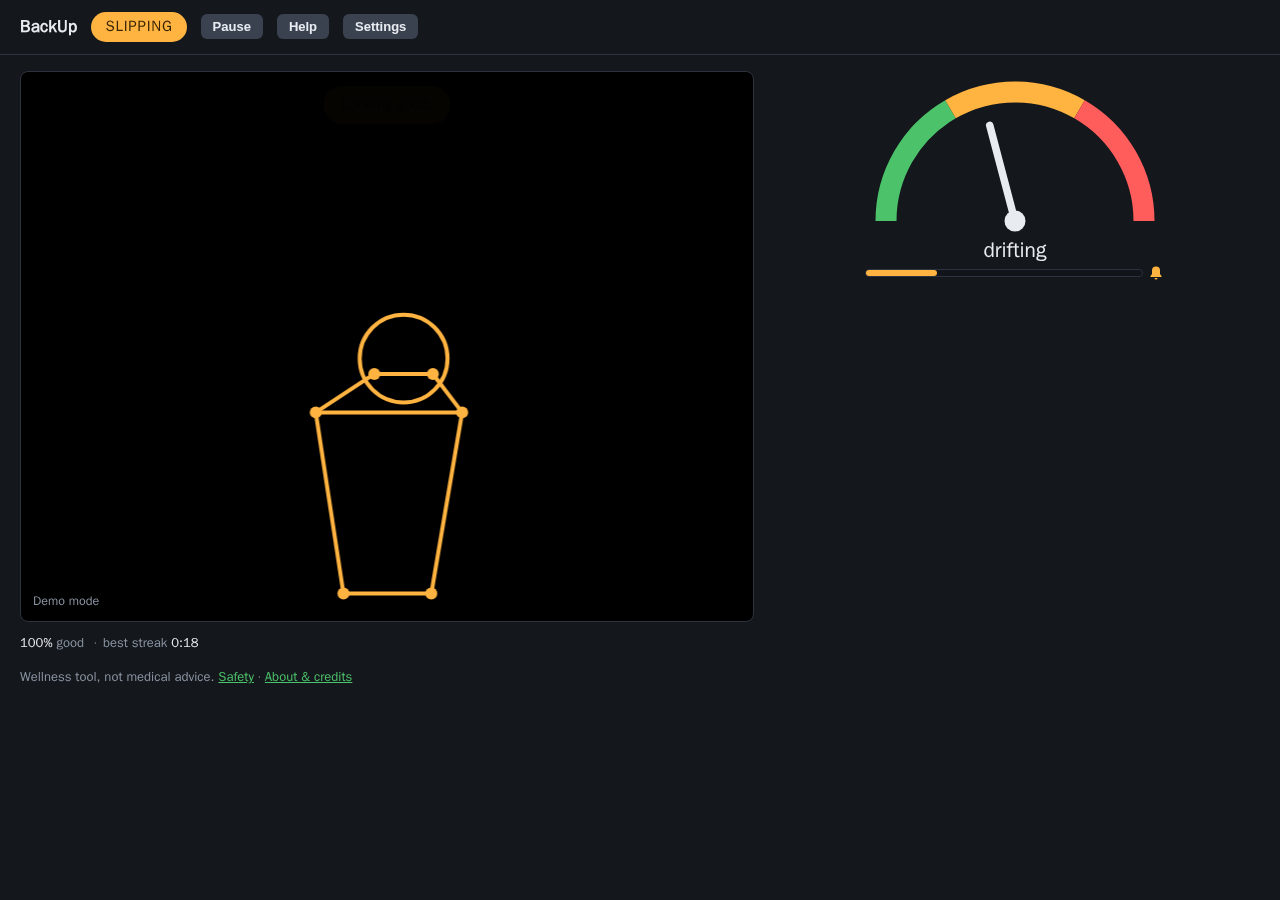 BackUp SLIPPING Pause Help Settings
drifting
Demo mode
100% good · best streak 0:18
Wellness tool, not medical advice. Safety · About & credits